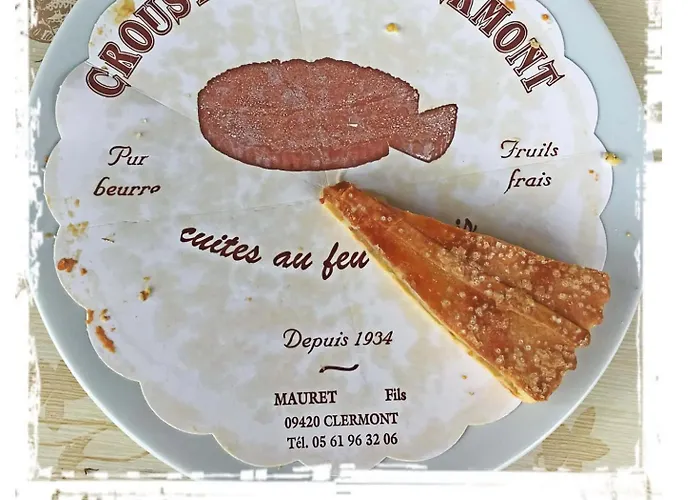 CROUST RMONT
Pur
beurre
Fruits
frais
cuites au feu
Depuis 1934
MAURET Fils
09420 CLERMONT
Tél. 05 61 96 32 06